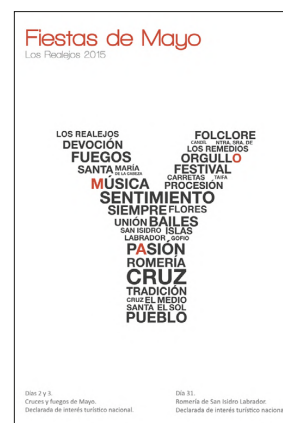 Fiestas de Mayo
Los Realejos 2015
LOS REALEJOS
DEVOCIÓN
FUEGOS
SANTA MARÍA
DE LA CABEZA
MÚSICA
FOLCLORE
CANDIL NTRA. SRA. DE
LOS REMEDIOS
ORGULLO
FESTIVAL
CARRETAS TAIFA
PROCESIÓN
SENTIMIENTO
SIEMPRE FLORES
UNIÓN BAILES
SAN ISIDRO ISLAS
LABRADOR GOFIO
PASIÓN
ROMERÍA
CRUZ
TRADICIÓN
CRUZ EL MEDIO
SANTA EL SOL
PUEBLO
Días 2 y 3.
Cruces y fuegos de Mayo.
Declarada de interés turístico nacional.
Día 31.
Romería de San Isidro Labrador.
Declarada de interés turístico nacional